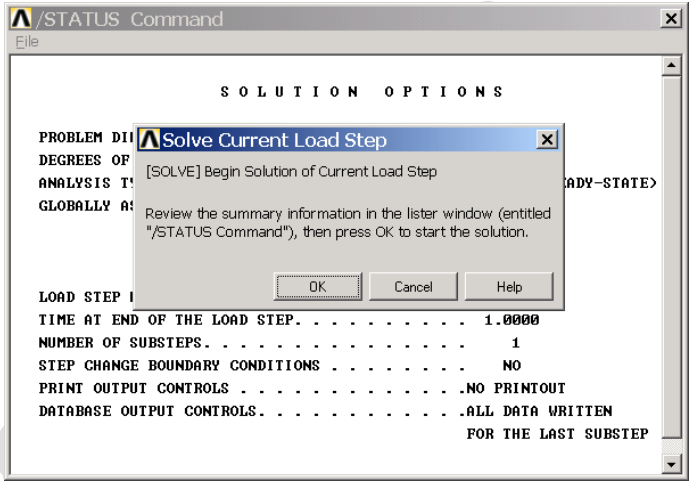 /STATUS Command
File
SOLUTION OPTIONS
PROBLEM DI
DEGREES OF
ANALYSIS TY
ADY-STATE)
GLOBALLY AS
Solve Current Load Step
[SOLVE] Begin Solution of Current Load Step
Review the summary information in the lister window (entitled
"/STATUS Command"), then press OK to start the solution.
OK Cancel Help
LOAD STEP
TIME AT END OF THE LOAD STEP. . . . . . . . . . . 1.0000
NUMBER OF SUBSTEPS. . . . . . . . . . . . . . . . 1
STEP CHANGE BOUNDARY CONDITIONS . . . . . . . . NO
PRINT OUTPUT CONTROLS . . . . . . . . . . . . . .NO PRINTOUT
DATABASE OUTPUT CONTROLS. . . . . . . . . . . . .ALL DATA WRITTEN
FOR THE LAST SUBSTEP